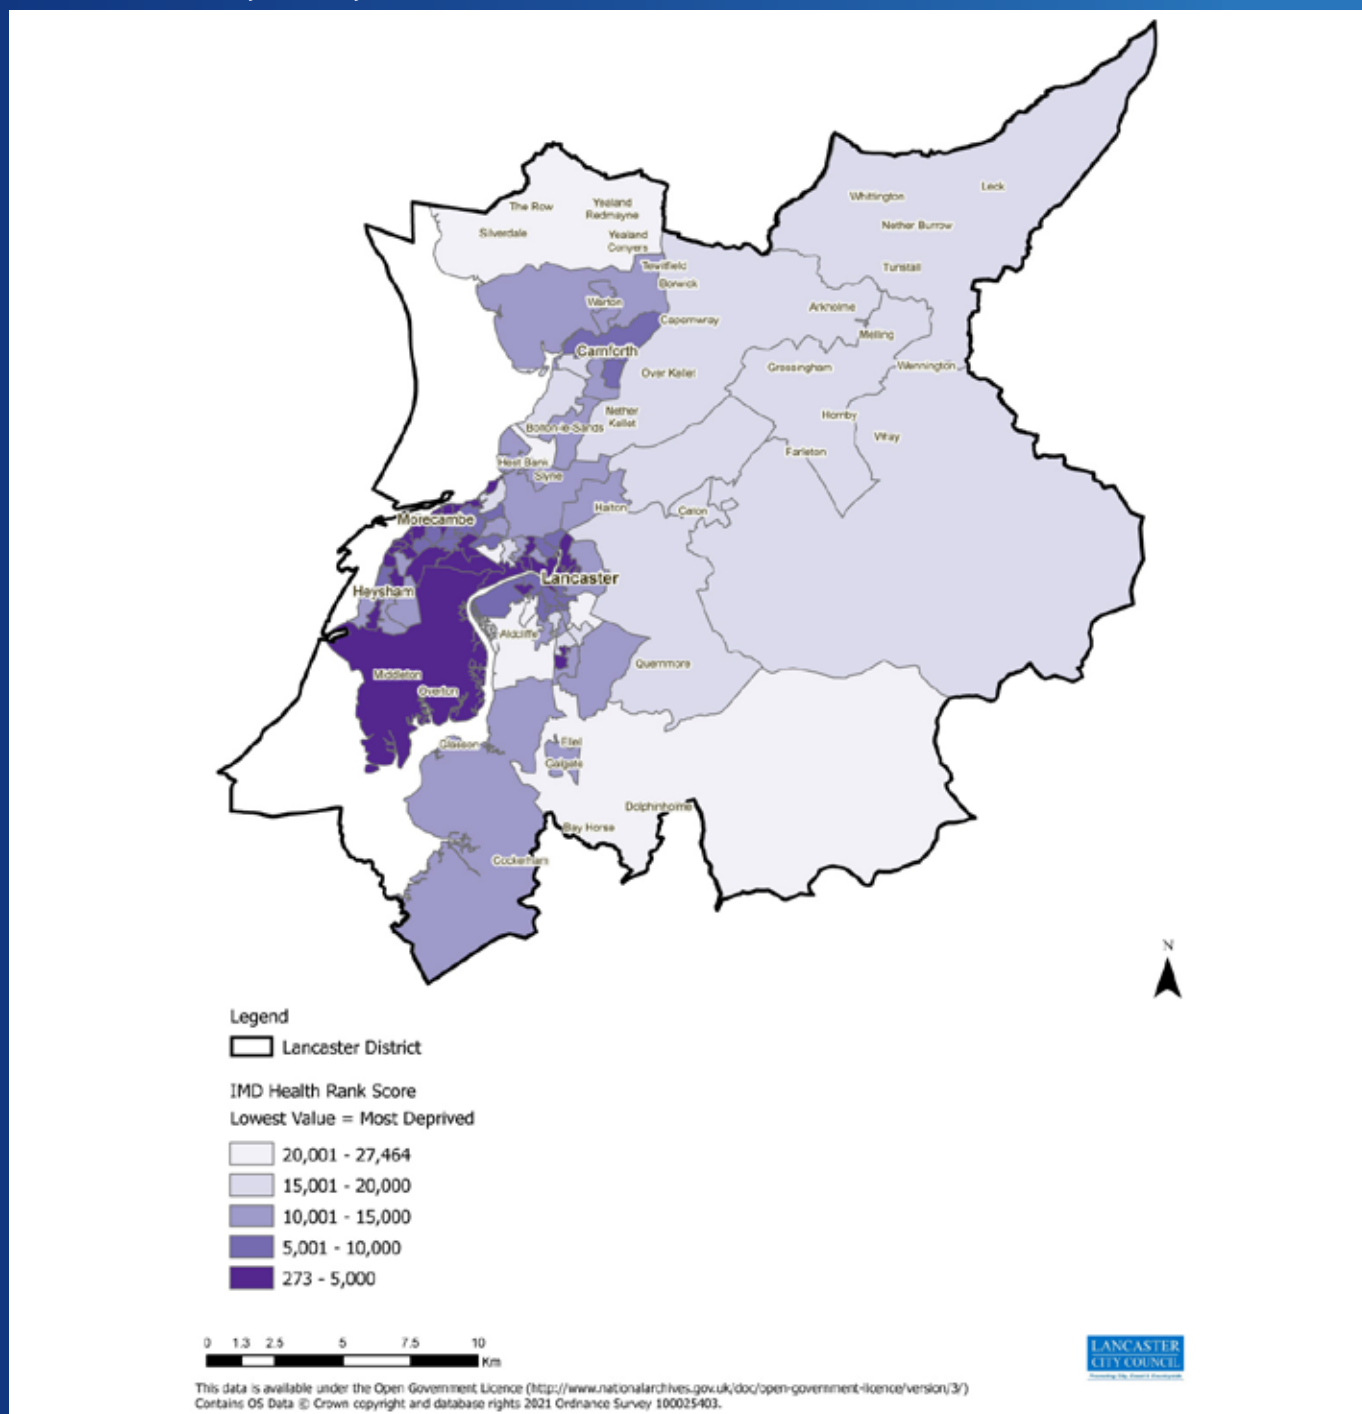 The Row
Yealand
Redmayne
Silverdale
Yealand
Conyers
Leck
Whittington
Nether Burrow
Tunstall
Tewitfield
Borwick
Warton
Arkholme
Capernwray
Melling
Carnforth
Over Kellet
Gressingham
Wennington
Nether
Kellet
Hornby
Bolton-le-Sands
Wray
Farleton
Hest Bank
Slyne
Halton
Caton
Morecambe
Lancaster
Heysham
Aldcliffe
Quernmore
Middleton
Overton
Glasson
Ellel
Galgate
Dolphinholme
Bay Horse
Cockerham
N
Legend
Lancaster District
IMD Health Rank Score
Lowest Value = Most Deprived
20,001 - 27,464
15,001 - 20,000
10,001 - 15,000
5,001 - 10,000
273 - 5,000
0 1.3 2.5 5 7.5 10
Km
LANCASTER
CITY COUNCIL
This data is available under the Open Government Licence (http://www.nationalarchives.gov.uk/doc/open-government-licence/version/3/)
Contains OS Data © Crown copyright and database rights 2021 Ordnance Survey 100025403.